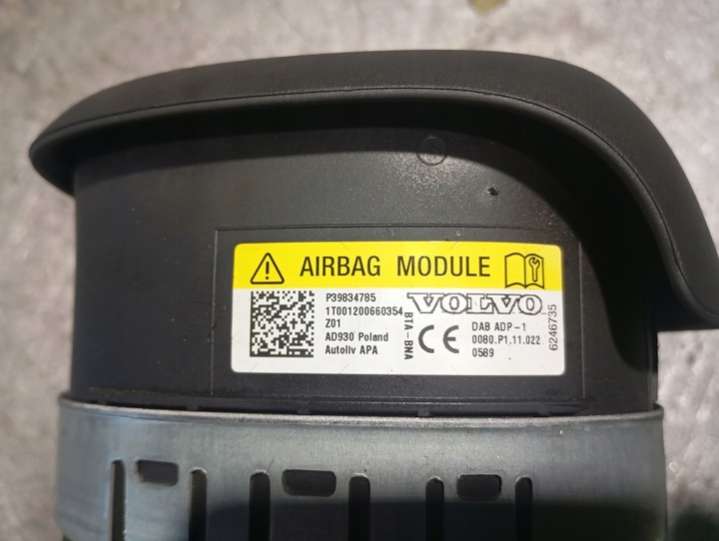 AIRBAG MODULE
P39834785
1T001200660354
Z01
AD930 Poland
Autoliv APA
BTA-BNA
VOLVO
CE
DAB ADP-1
0080.P1.11.022
0589
6246735